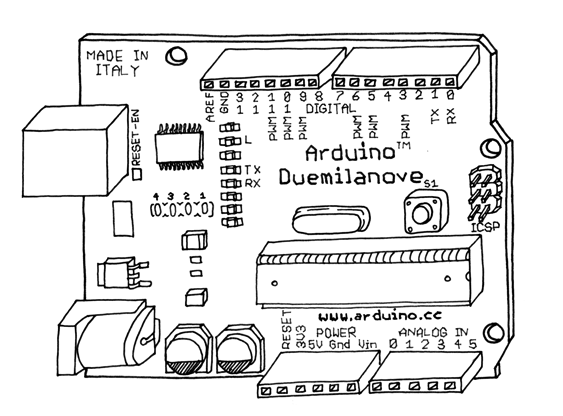 MADE IN
ITALY
RESET-EN
AREF
GND
13
12
11
10
9
8
7
6
5
4
3
2
1
0
DIGITAL
PWM
PWM
PWM
PWM
PWM
PWM
TX
RX
L
TX
RX
Arduino™
Duemilanove
4 3 2 1
S1
ICSP
www.arduino.cc
RESET
3V3
POWER
5V Gnd Vin
ANALOG IN
0 1 2 3 4 5